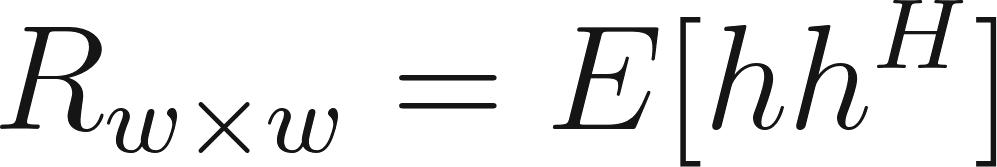 R_{w×w} = E[hh^H]